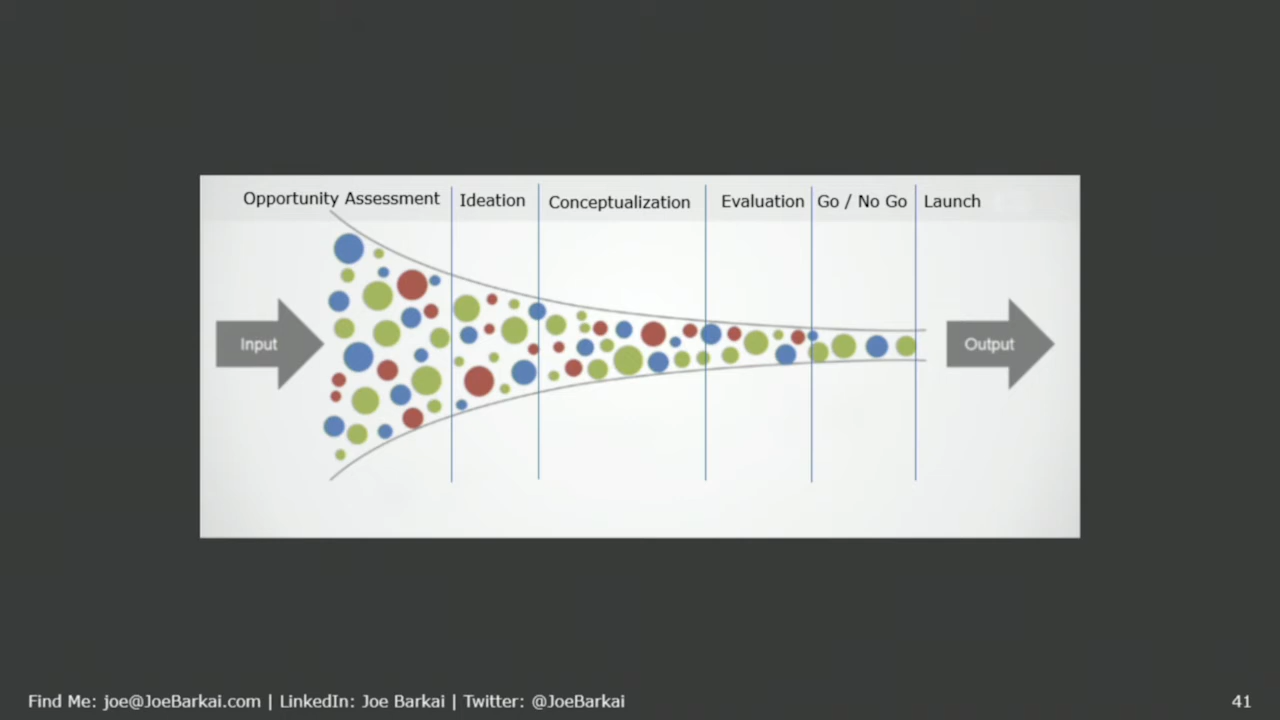 Opportunity Assessment
Ideation
Conceptualization
Evaluation
Go / No Go
Launch
Input
Output
Find Me: joe@JoeBarkai.com | LinkedIn: Joe Barkai | Twitter: @JoeBarkai
41